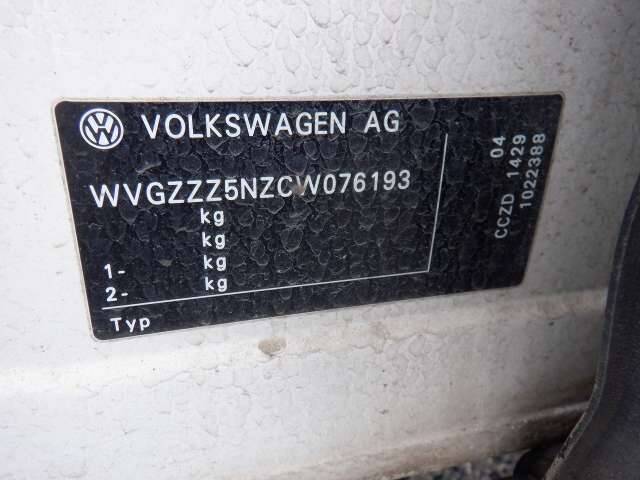 VOLKSWAGEN AG
WVGZZZ5NZCW076193
kg
kg
1- kg
2- kg
Typ
04
CCZD 1429
1022388